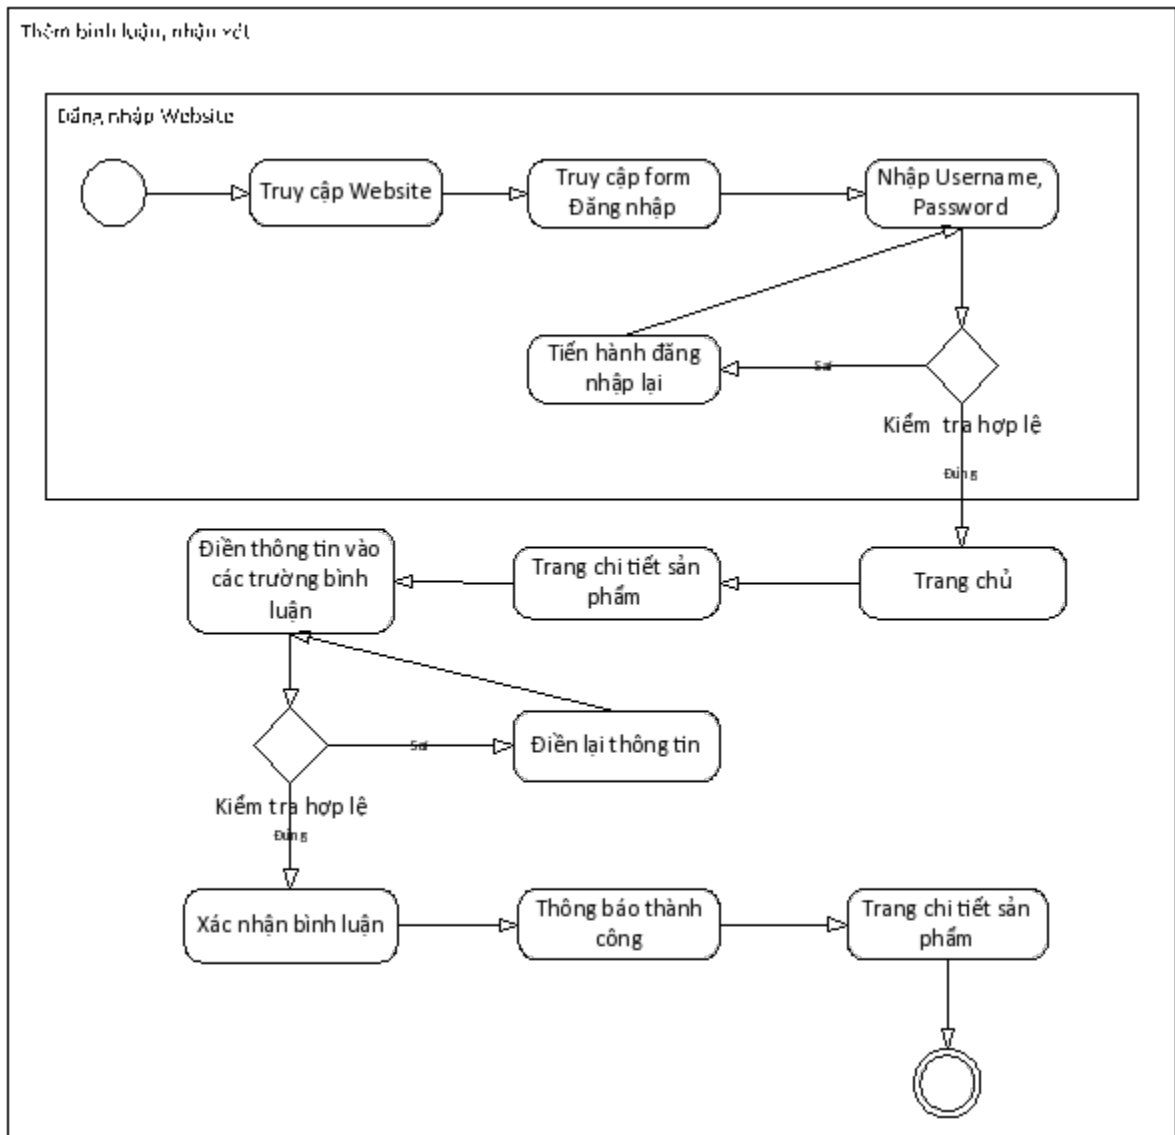 Thêm bình luận, nhận xét
Đăng nhập Website
Truy cập Website
Truy cập form
Đăng nhập
Nhập Username,
Password
Tiến hành đăng
nhập lại
Sai
Kiểm tra hợp lệ
Đúng
Điền thông tin vào
các trường bình
luận
Trang chi tiết sản
phẩm
Trang chủ
Sai
Điền lại thông tin
Kiểm tra hợp lệ
Đúng
Xác nhận bình luận
Thông báo thành
công
Trang chi tiết sản
phẩm